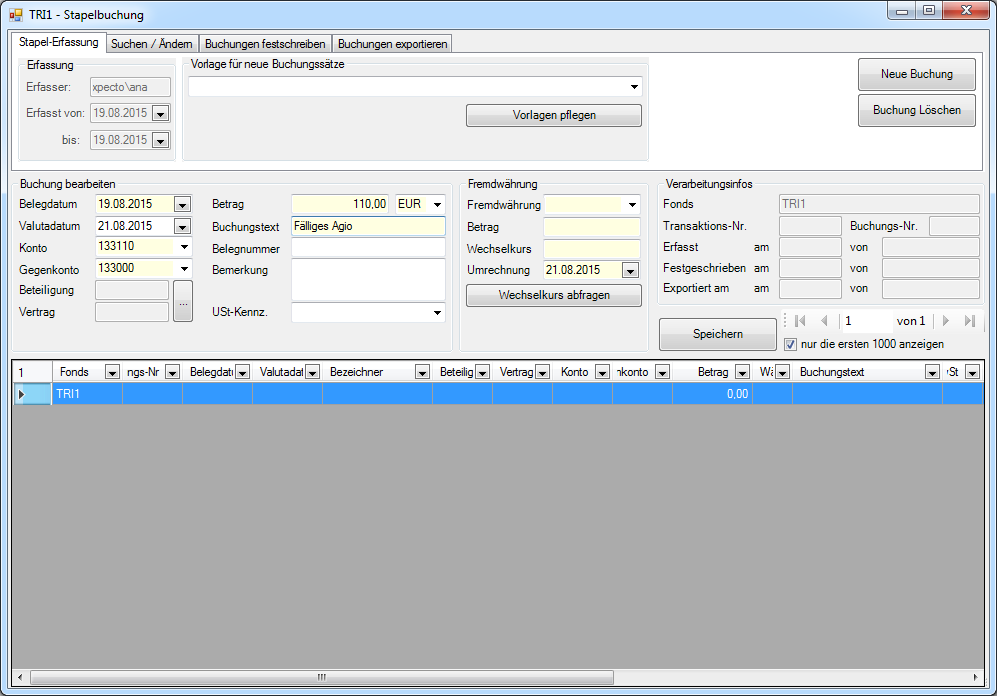 TRI1 - Stapelbuchung
Stapel-Erfassung Suchen / Ändern Buchungen festschreiben Buchungen exportieren
Erfassung
Erfasser: xpecto\ana
Erfasst von: 19.08.2015
bis: 19.08.2015
Vorlage für neue Buchungssätze
Vorlagen pflegen
Neue Buchung
Buchung Löschen
Buchung bearbeiten
Belegdatum 19.08.2015 Betrag 110,00 EUR
Valutadatum 21.08.2015 Buchungstext Fälliges Agio
Konto 133110 Belegnummer
Gegenkonto 133000 Bemerkung
Beteiligung
...
Vertrag USt-Kennz.
Fremdwährung
Fremdwährung
Betrag
Wechselkurs
Umrechnung 21.08.2015
Wechselkurs abfragen
Verarbeitungsinfos
Fonds TRI1
Transaktions-Nr. Buchungs-Nr.
Erfasst am von
Festgeschrieben am von
Exportiert am am von
Speichern
1 von 1
nur die ersten 1000 anzeigen
1 Fonds ngs-Nr Belegdatu Valutadat Bezeichner Beteilig Vertrag Konto nkonto Betrag Wä Buchungstext St
TRI1 0,00